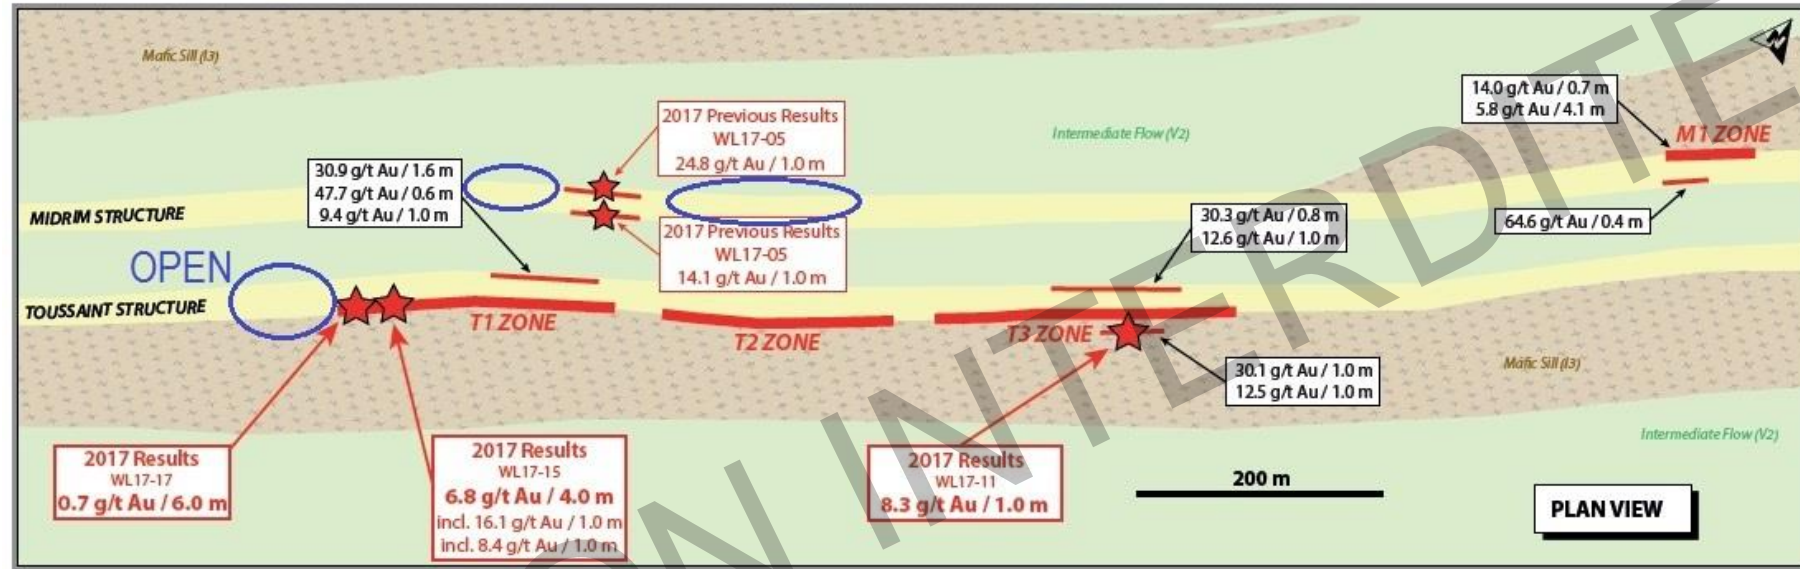 Mafic Sill (I3)
N
14.0 g/t Au / 0.7 m
5.8 g/t Au / 4.1 m
M1 ZONE
2017 Previous Results
WL17-05
24.8 g/t Au / 1.0 m
Intermediate Flow (V2)
30.9 g/t Au / 1.6 m
47.7 g/t Au / 0.6 m
9.4 g/t Au / 1.0 m
MIDRIM STRUCTURE
30.3 g/t Au / 0.8 m
12.6 g/t Au / 1.0 m
64.6 g/t Au / 0.4 m
2017 Previous Results
WL17-05
14.1 g/t Au / 1.0 m
OPEN
TOUSSAINT STRUCTURE
T1 ZONE
T2 ZONE
T3 ZONE
30.1 g/t Au / 1.0 m
12.5 g/t Au / 1.0 m
Mafic Sill (I3)
Intermediate Flow (V2)
2017 Results
WL17-17
0.7 g/t Au / 6.0 m
2017 Results
WL17-15
6.8 g/t Au / 4.0 m
incl. 16.1 g/t Au / 1.0 m
incl. 8.4 g/t Au / 1.0 m
2017 Results
WL17-11
8.3 g/t Au / 1.0 m
200 m
PLAN VIEW
ON INTERDITE